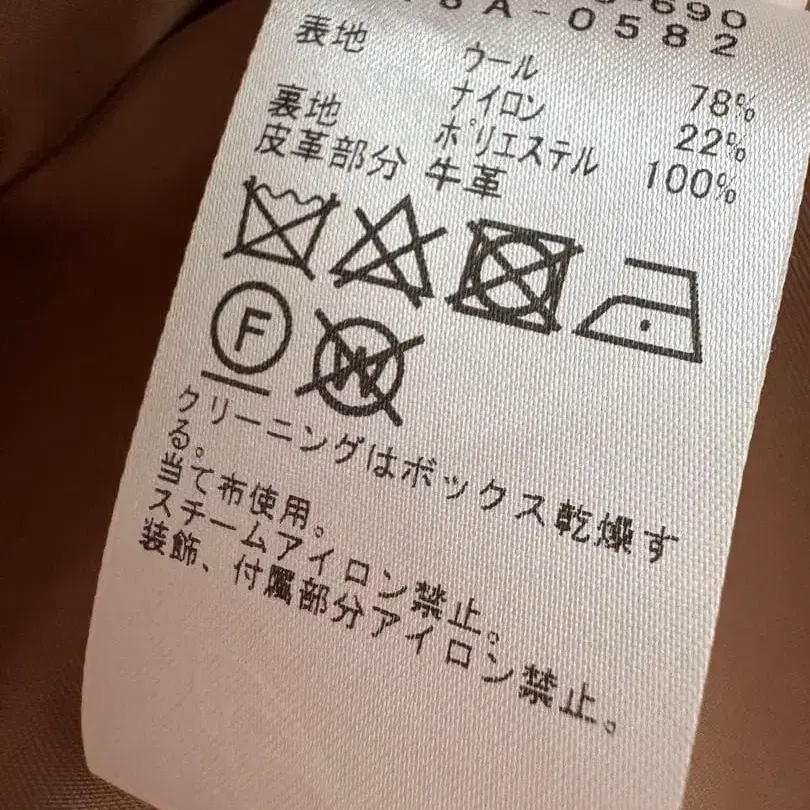 690
8A-0582
表地 ウール 78%
ナイロン 22%
裏地 ポリエステル 100%
皮革部分 牛革
F W
クリーニングはボックス乾燥す
る。
当て布使用。
スチームアイロン禁止。
装飾、付属部分アイロン禁止。